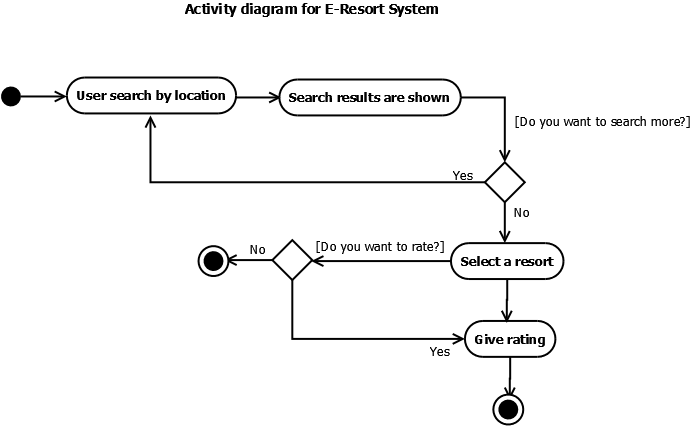 Activity diagram for E-Resort System
User search by location
Search results are shown
[Do you want to search more?]
Yes
No
No
[Do you want to rate?]
Select a resort
Give rating
Yes